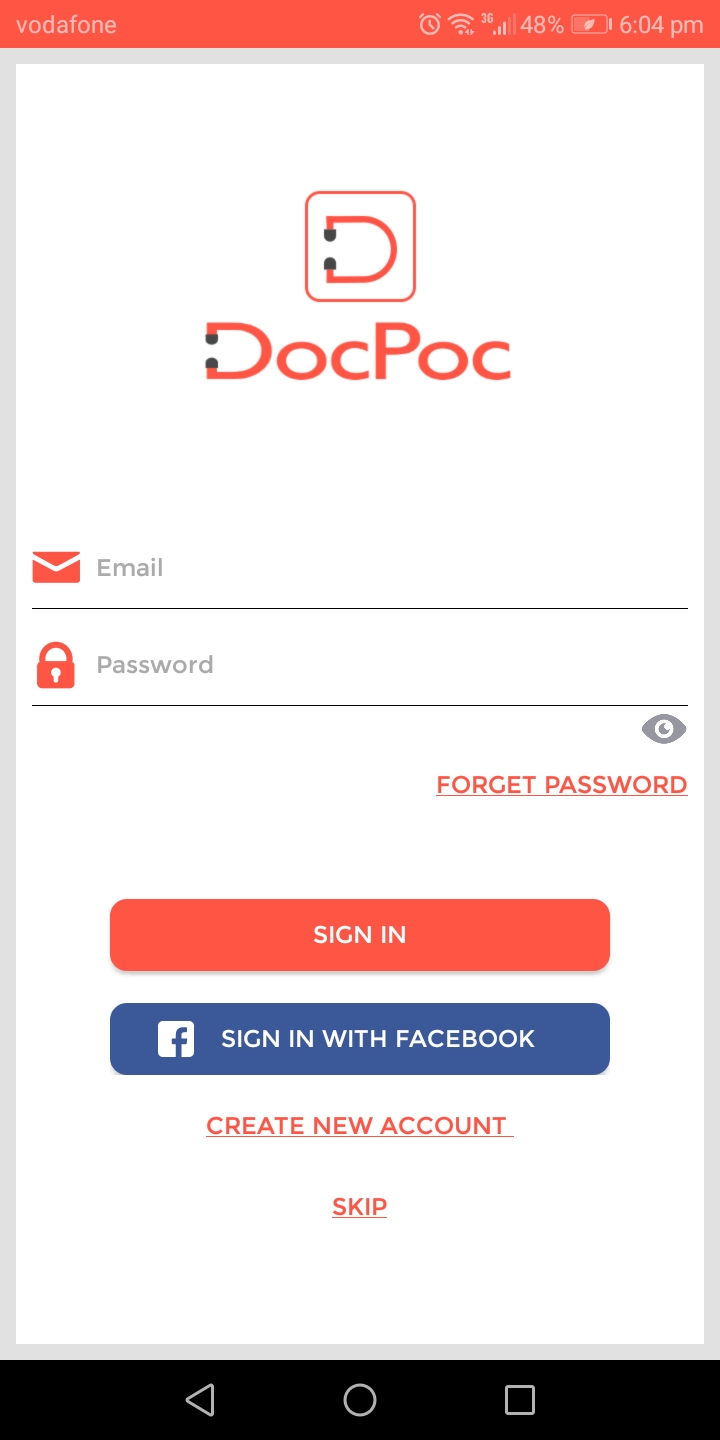 vodafone 3G 48% 6:04 pm
D
DocPoc
Email
Password
FORGET PASSWORD
SIGN IN
SIGN IN WITH FACEBOOK
CREATE NEW ACCOUNT
SKIP